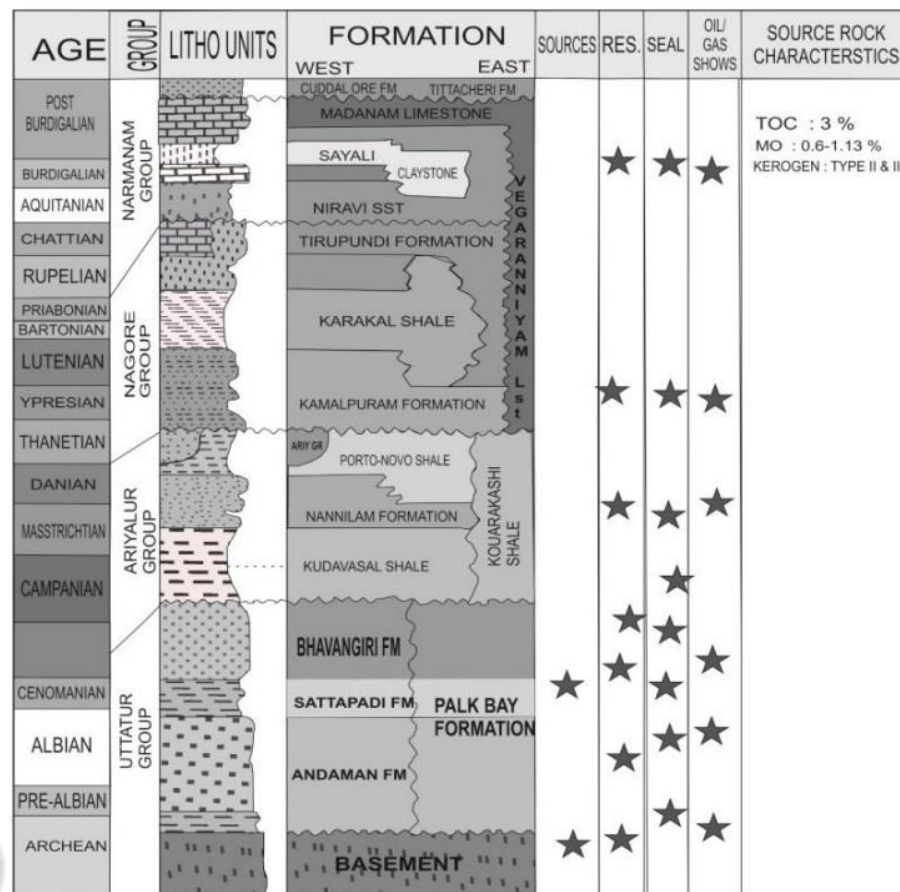 AGE
GROUP
LITHO UNITS
FORMATION
WEST
EAST
SOURCES
RES.
SEAL
OIL/
GAS
SHOWS
SOURCE ROCK
CHARACTERSTICS
POST
BURDIGALIAN
BURDIGALIAN
AQUITANIAN
CHATTIAN
RUPELIAN
PRIABONIAN
BARTONIAN
LUTENIAN
YPRESIAN
THANETIAN
DANIAN
MASSTRICHTIAN
CAMPANIAN
CENOMANIAN
ALBIAN
PRE-ALBIAN
ARCHEAN
NARMANAM
GROUP
NAGORE
GROUP
ARIYALUR
GROUP
UTTATUR
GROUP
CUDDAL ORE FM
TITTACHERI FM
MADANAM LIMESTONE
SAYALI
CLAYSTONE
NIRAVI SST
TIRUPUNDI FORMATION
KARAKAL SHALE
KAMALPURAM FORMATION
VEGARANNIYAM Lst
ARIY GR
PORTO-NOVO SHALE
NANNILAM FORMATION
KUDAVASAL SHALE
KOUARAKASHI
SHALE
BHAVANGIRI FM
SATTAPADI FM
PALK BAY
FORMATION
ANDAMAN FM
BASEMENT
TOC : 3 %
MO : 0.6-1.13 %
KEROGEN : TYPE II & III